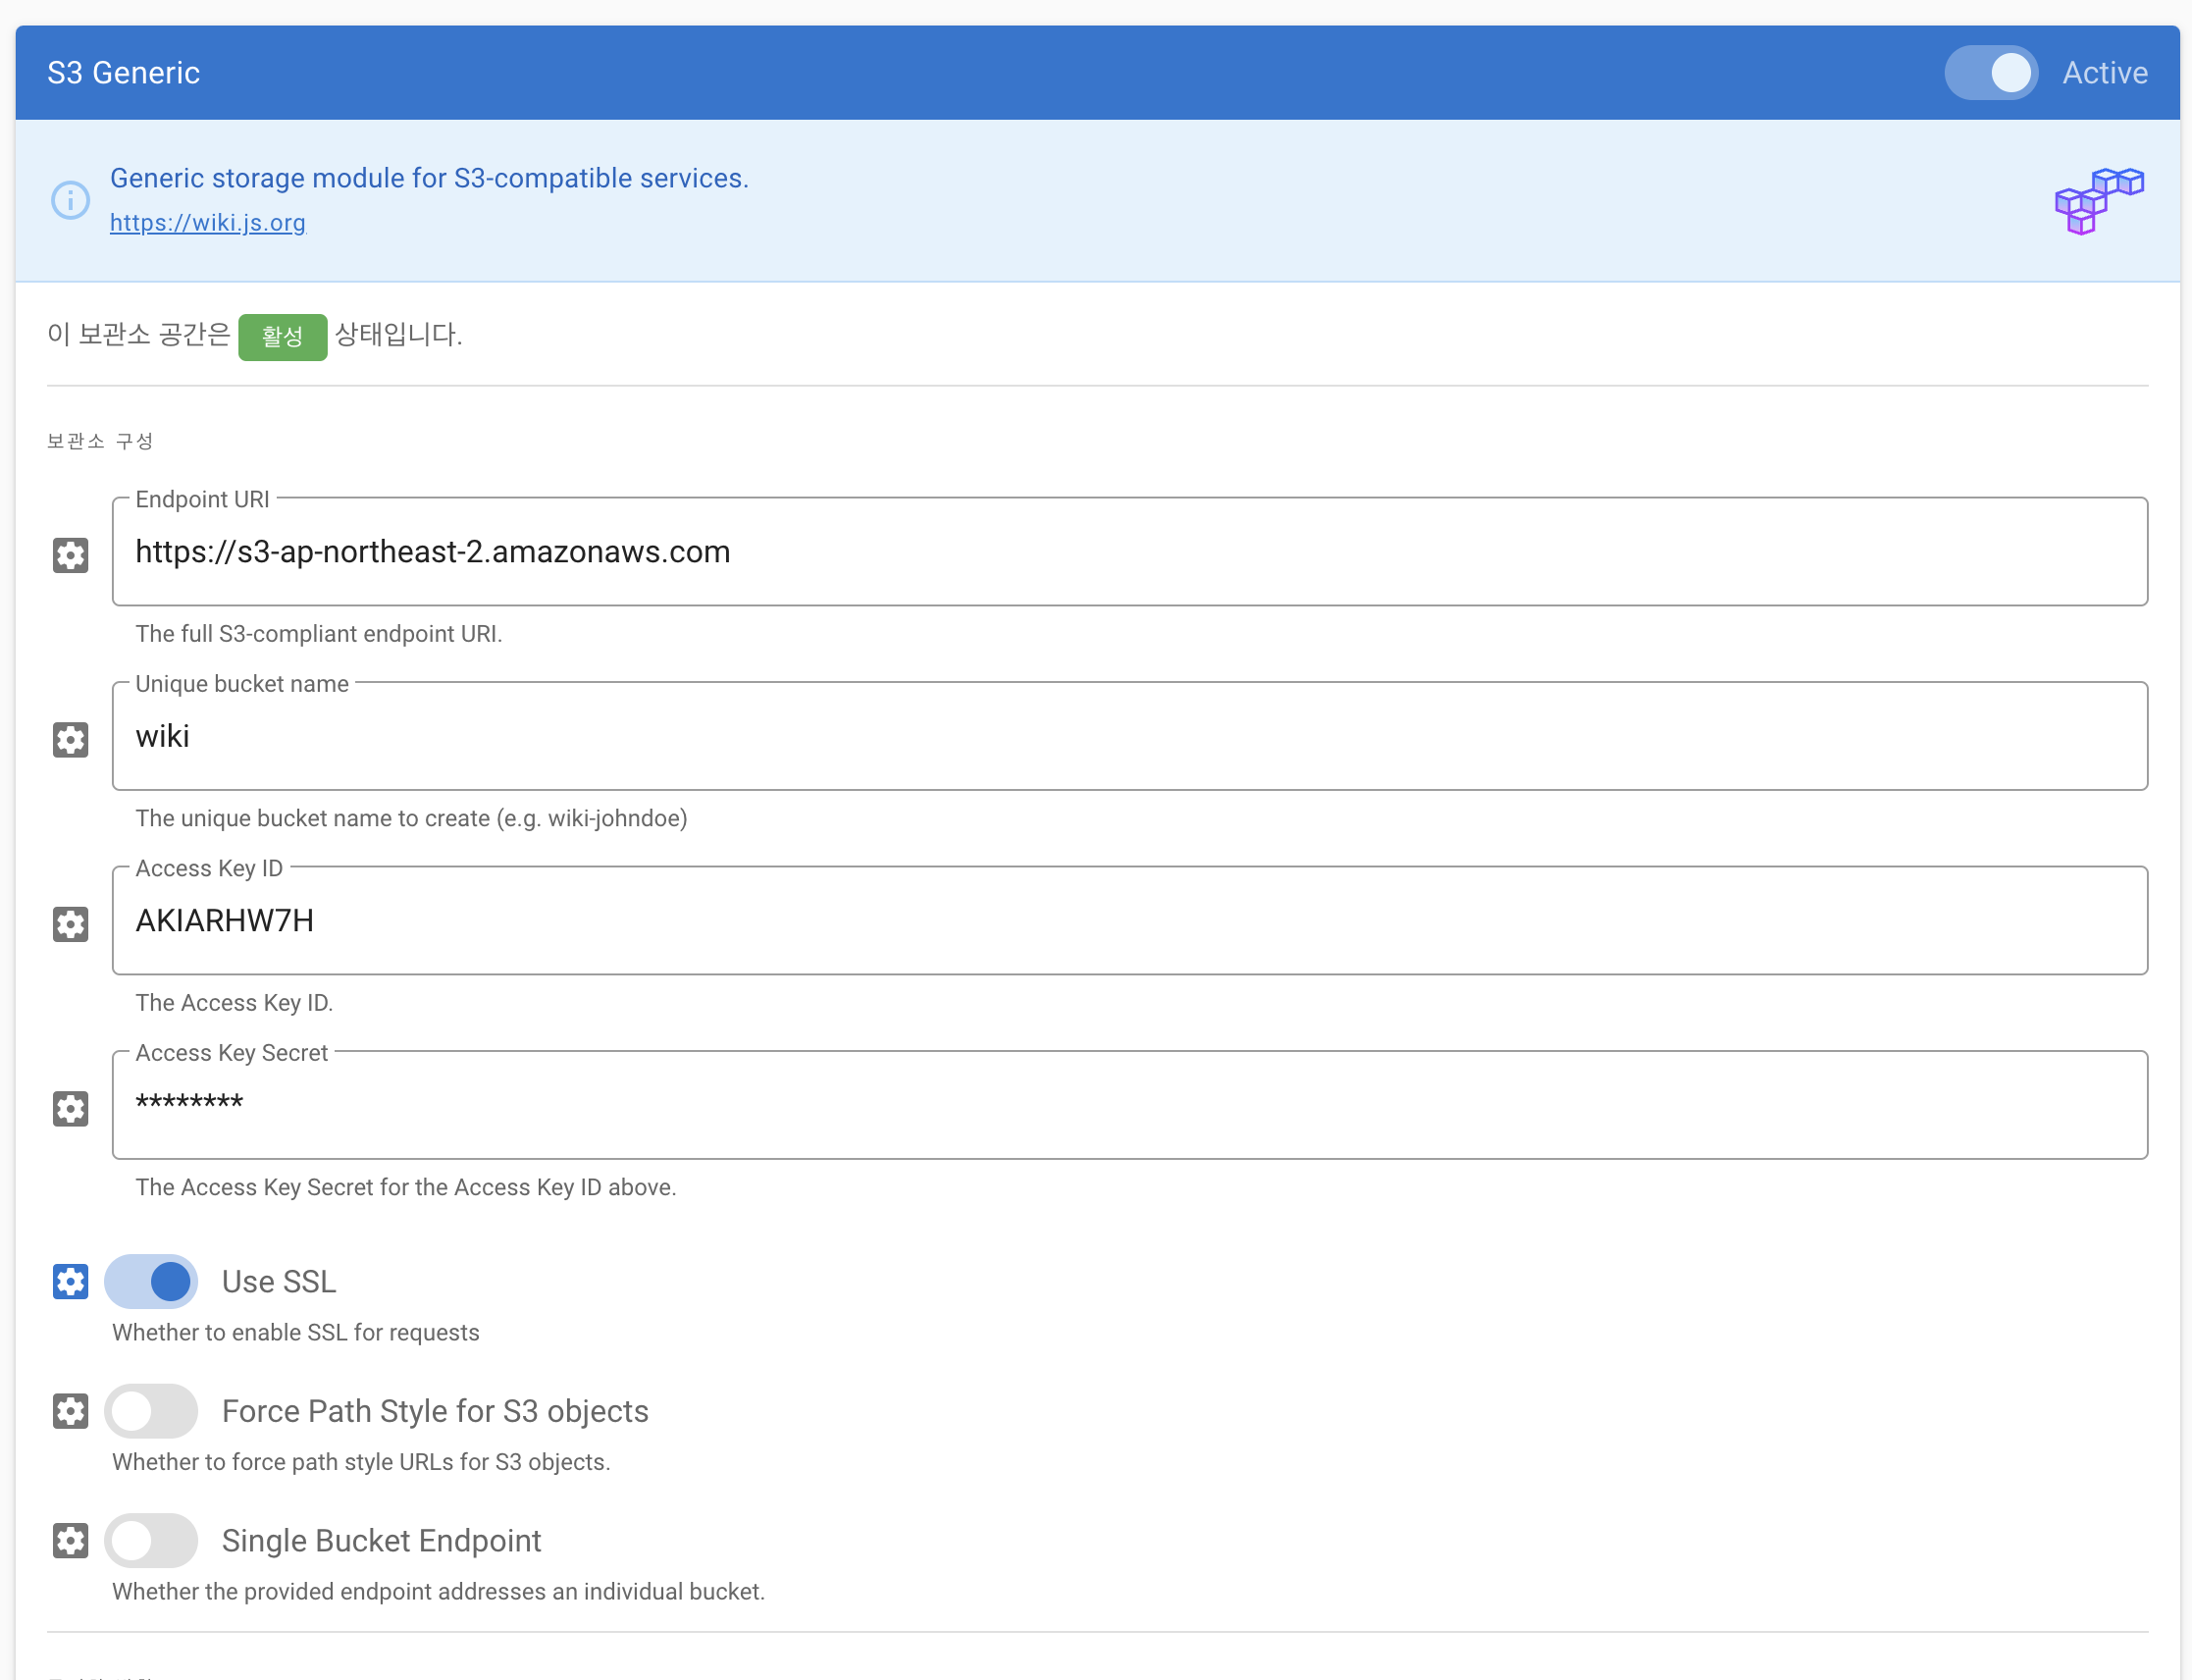 S3 Generic
Active
Generic storage module for S3-compatible services.
https://wiki.js.org
이 보관소 공간은 활성 상태입니다.
보관소 구성
Endpoint URI
https://s3-ap-northeast-2.amazonaws.com
The full S3-compliant endpoint URI.
Unique bucket name
wiki
The unique bucket name to create (e.g. wiki-johndoe)
Access Key ID
AKIARHW7H
The Access Key ID.
Access Key Secret
********
The Access Key Secret for the Access Key ID above.
Use SSL
Whether to enable SSL for requests
Force Path Style for S3 objects
Whether to force path style URLs for S3 objects.
Single Bucket Endpoint
Whether the provided endpoint addresses an individual bucket.